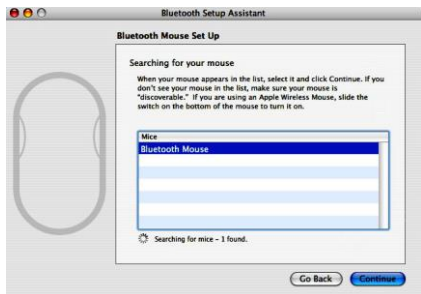 Bluetooth Setup Assistant
Bluetooth Mouse Set Up
Searching for your mouse
When your mouse appears in the list, select it and click Continue. If you
don't see your mouse in the list, make sure your mouse is
"discoverable." If you are using an Apple Wireless Mouse, slide the
switch on the bottom of the mouse to turn it on.
Mice
Bluetooth Mouse
Searching for mice – 1 found.
Go Back
Continue